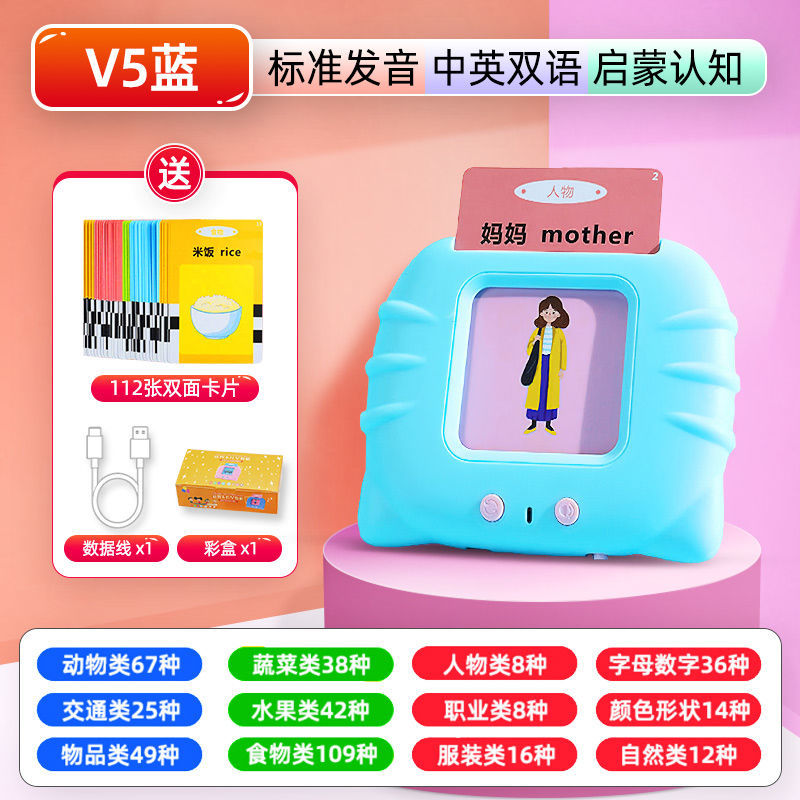 V5蓝
标准发音 中英双语 启蒙认知
送
米饭 rice
112张双面卡片
数据线 x1
彩盒 x1
2
人物
妈妈 mother
动物类67种 蔬菜类38种 人物类8种 字母数字36种
交通类25种 水果类42种 职业类8种 颜色形状14种
物品类49种 食物类109种 服装类16种 自然类12种